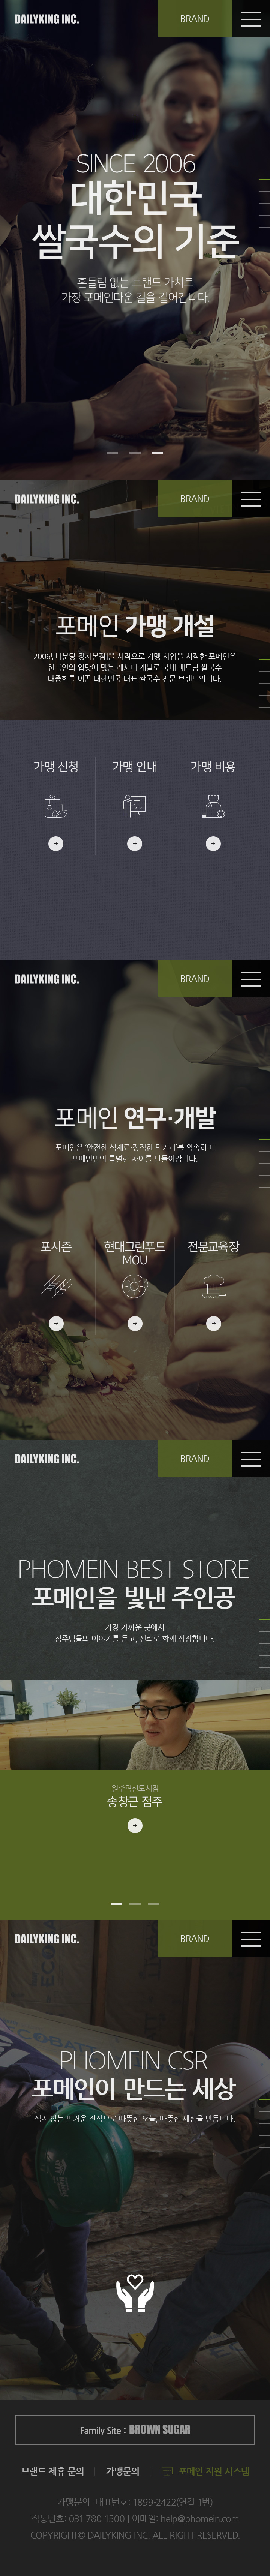 DAILYKING INC.
BRAND
SINCE 2006
대한민국
쌀국수의 기준
흔들림 없는 브랜드 가치로
가장 포메인다운 길을 걸어갑니다.
DAILYKING INC.
BRAND
포메인 가맹 개설
2006년 [분당 정자본점]을 시작으로 가맹 사업을 시작한 포메인은
한국인의 입맛에 맞는 레시피 개발로 국내 베트남 쌀국수
대중화를 이끈 대한민국 대표 쌀국수 전문 브랜드입니다.
가맹 신청
가맹 안내
가맹 비용
DAILYKING INC.
BRAND
포메인 연구·개발
포메인은 '안전한 식재료·정직한 먹거리'를 약속하며
포메인만의 특별한 차이를 만들어갑니다.
포시즌
현대그린푸드
MOU
전문교육장
DAILYKING INC.
BRAND
PHOMEIN BEST STORE
포메인을 빛낸 주인공
가장 가까운 곳에서
점주님들의 이야기를 듣고, 신뢰로 함께 성장합니다.
원주혁신도시점
송창근 점주
DAILYKING INC.
BRAND
PHOMEIN CSR
포메인이 만드는 세상
식지 않는 뜨거운 진심으로 따뜻한 오늘, 따뜻한 세상을 만듭니다.
Family Site : BROWN SUGAR
브랜드 제휴 문의
가맹문의
포메인 지원 시스템
가맹문의 대표번호: 1899-2422(연결 1번)
직통번호: 031-780-1500 | 이메일: help@phomein.com
COPYRIGHT© DAILYKING INC. ALL RIGHT RESERVED.